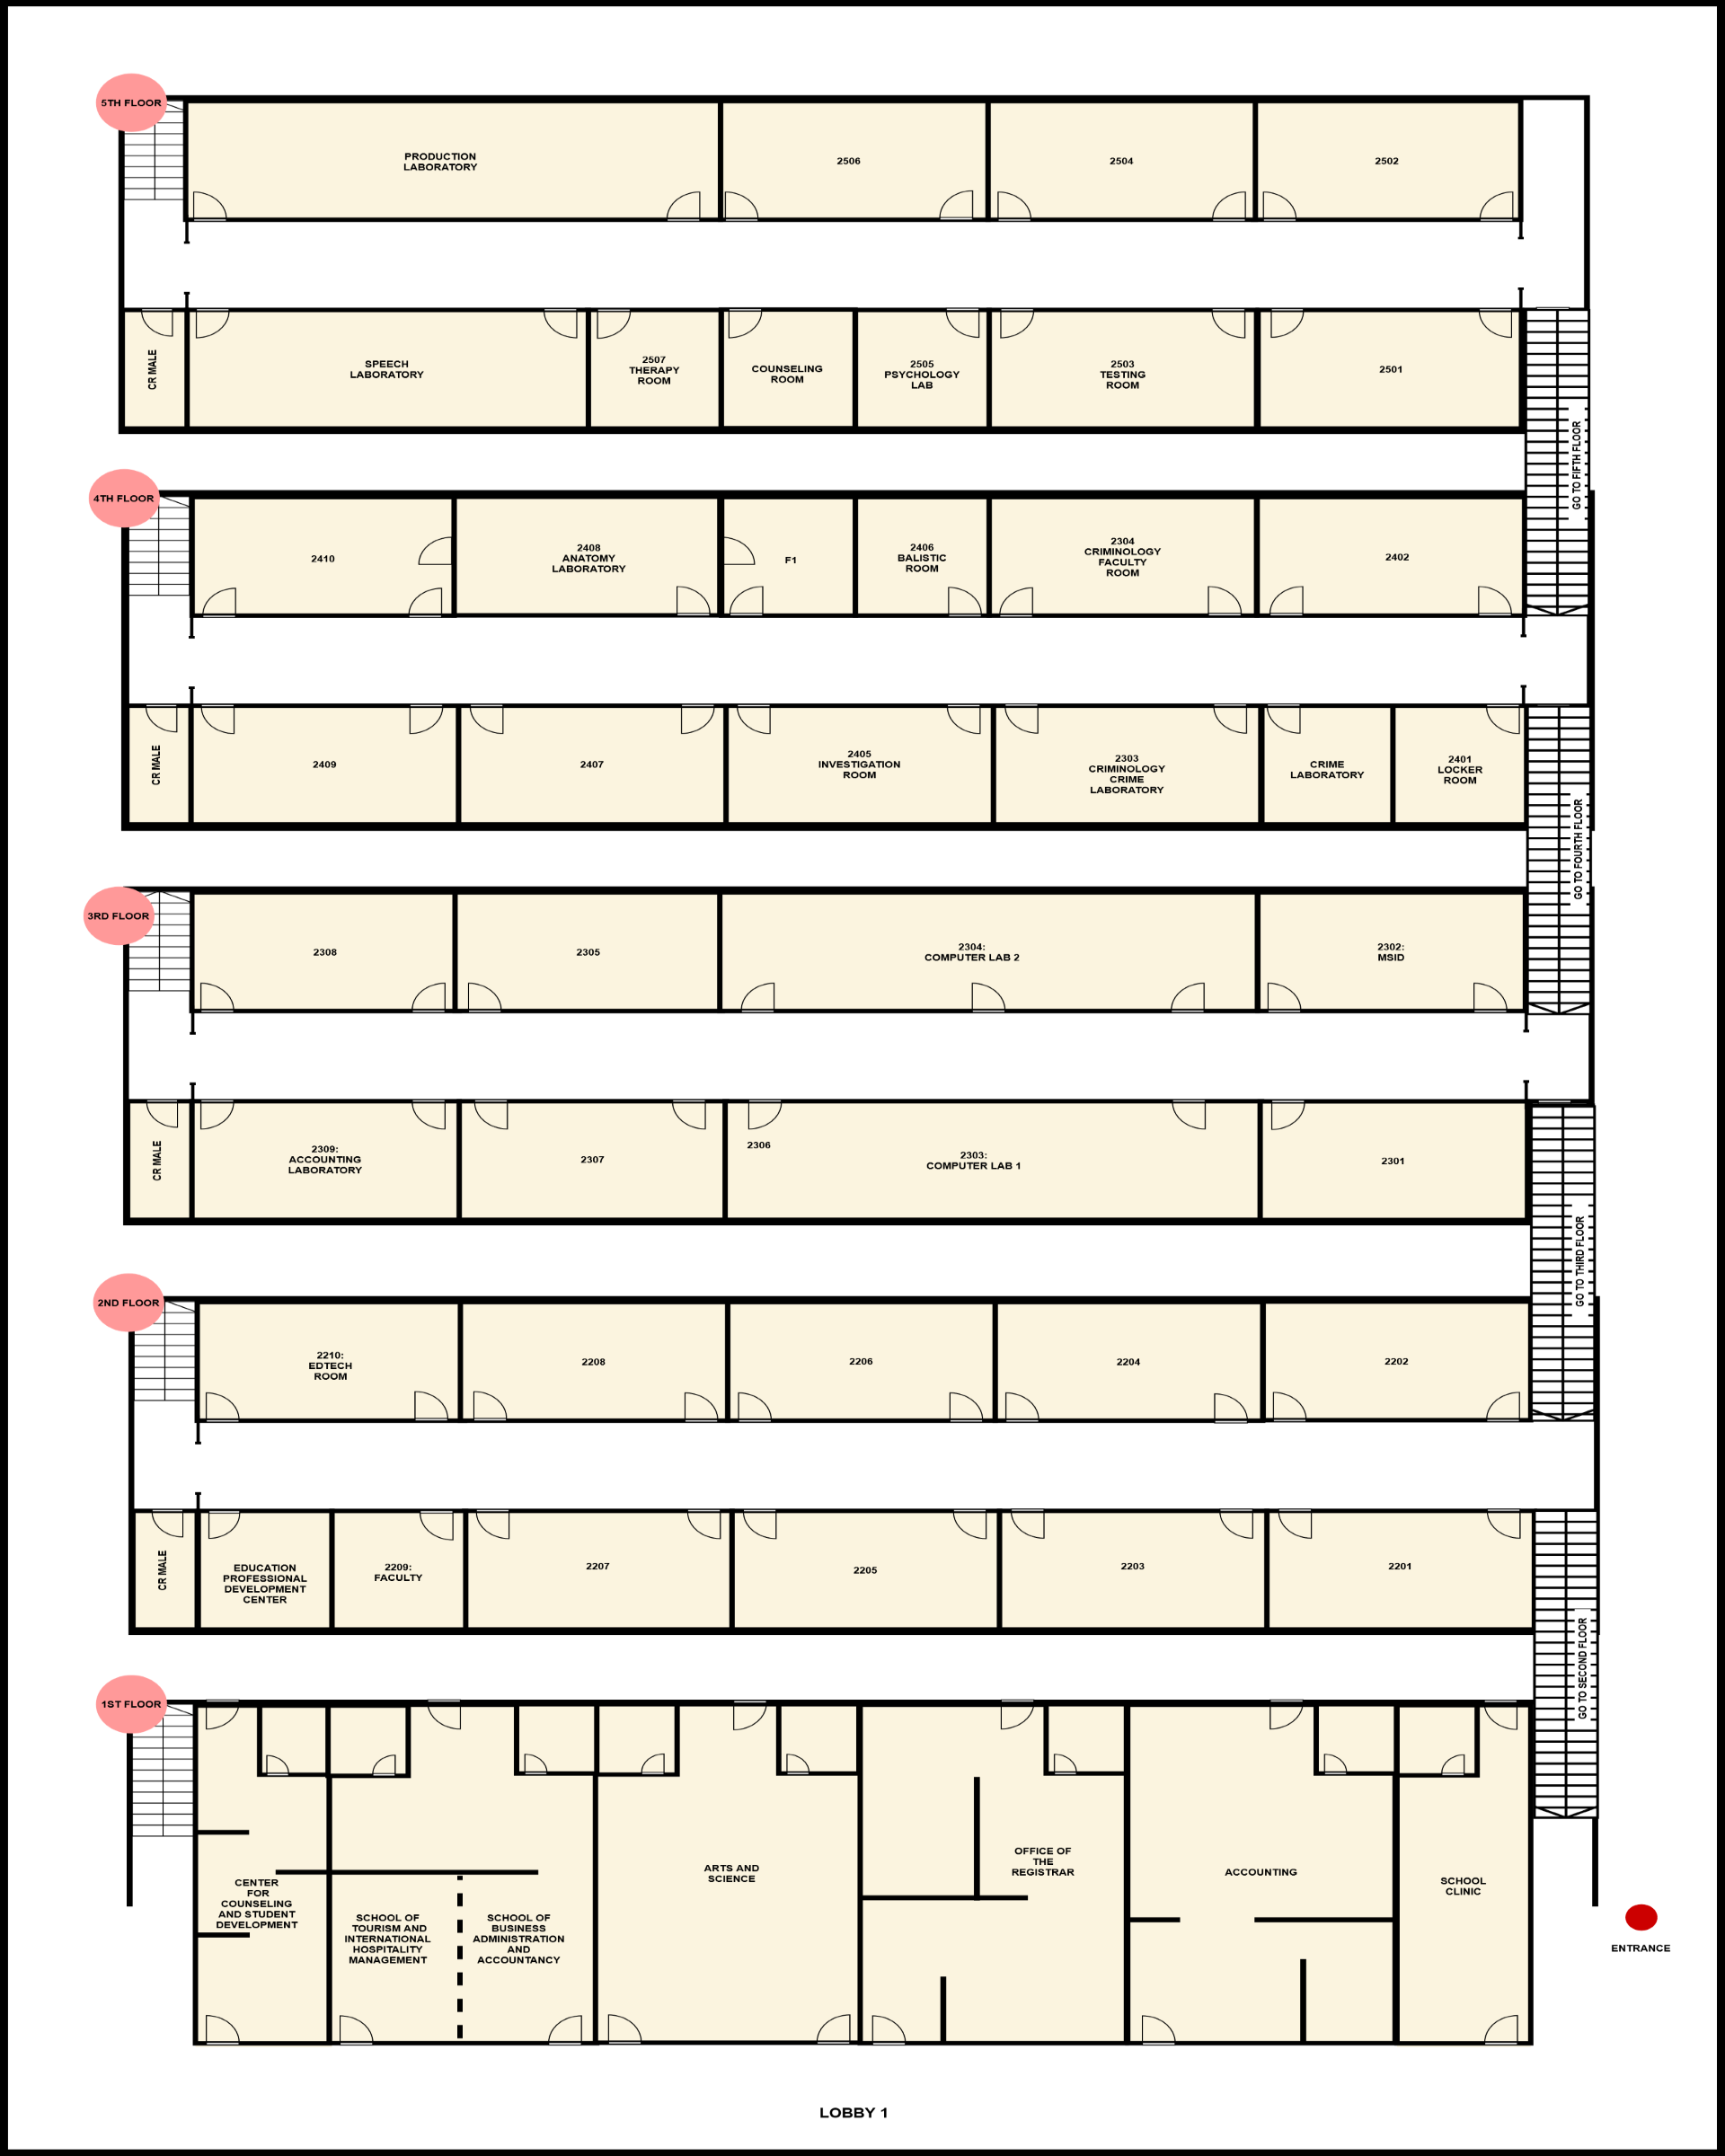 5TH FLOOR
PRODUCTION
LABORATORY
2506
2504
2502
CR MALE
SPEECH
LABORATORY
2507
THERAPY
ROOM
COUNSELING
ROOM
2505
PSYCHOLOGY
LAB
2503
TESTING
ROOM
2501
GO TO FIFTH FLOOR
4TH FLOOR
2410
2408
ANATOMY
LABORATORY
F1
2406
BALISTIC
ROOM
2304
CRIMINOLOGY
FACULTY
ROOM
2402
CR MALE
2409
2407
2405
INVESTIGATION
ROOM
2303
CRIMINOLOGY
CRIME
LABORATORY
CRIME
LABORATORY
2401
LOCKER
ROOM
GO TO FOURTH FLOOR
3RD FLOOR
2308
2305
2304:
COMPUTER LAB 2
2302:
MSID
CR MALE
2309:
ACCOUNTING
LABORATORY
2307
2306
2303:
COMPUTER LAB 1
2301
GO TO THIRD FLOOR
2ND FLOOR
2210:
EDTECH
ROOM
2208
2206
2204
2202
CR MALE
EDUCATION
PROFESSIONAL
DEVELOPMENT
CENTER
2209:
FACULTY
2207
2205
2203
2201
GO TO SECOND FLOOR
1ST FLOOR
CENTER
FOR
COUNSELING
AND STUDENT
DEVELOPMENT
SCHOOL OF
TOURISM AND
INTERNATIONAL
HOSPITALITY
MANAGEMENT
SCHOOL OF
BUSINESS
ADMINISTRATION
AND
ACCOUNTANCY
ARTS AND
SCIENCE
OFFICE OF
THE
REGISTRAR
ACCOUNTING
SCHOOL
CLINIC
ENTRANCE
LOBBY 1